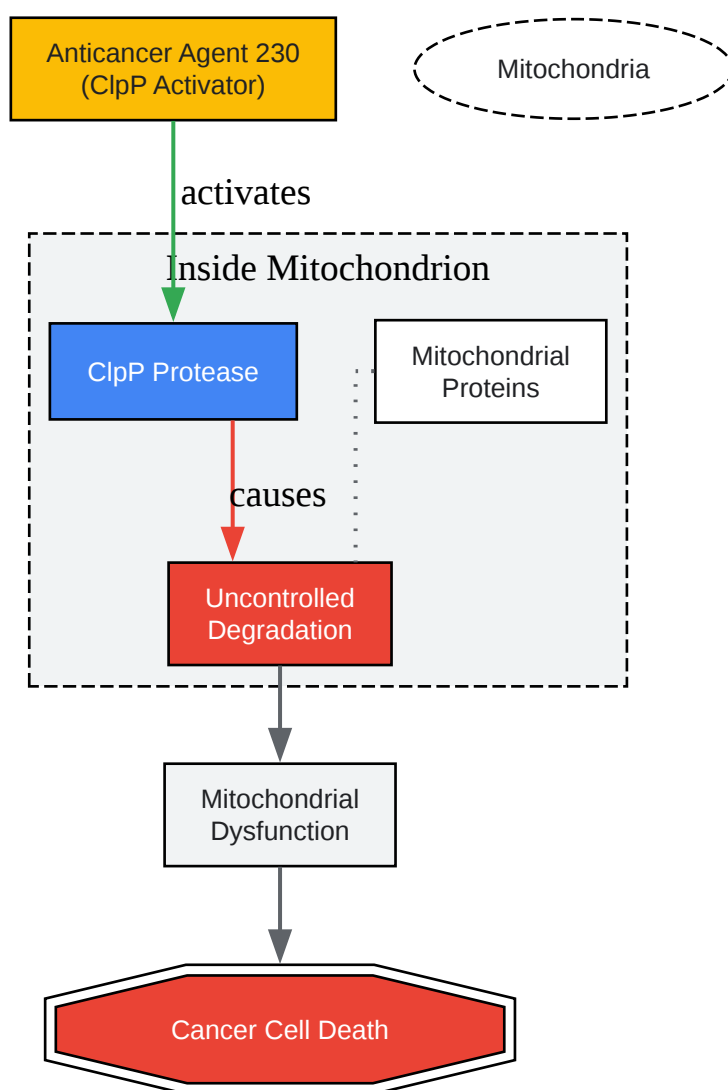 Anticancer Agent 230
(ClpP Activator)
Mitochondria
activates
Inside Mitochondrion
ClpP Protease
Mitochondrial
Proteins
causes
Uncontrolled
Degradation
Mitochondrial
Dysfunction
Cancer Cell Death